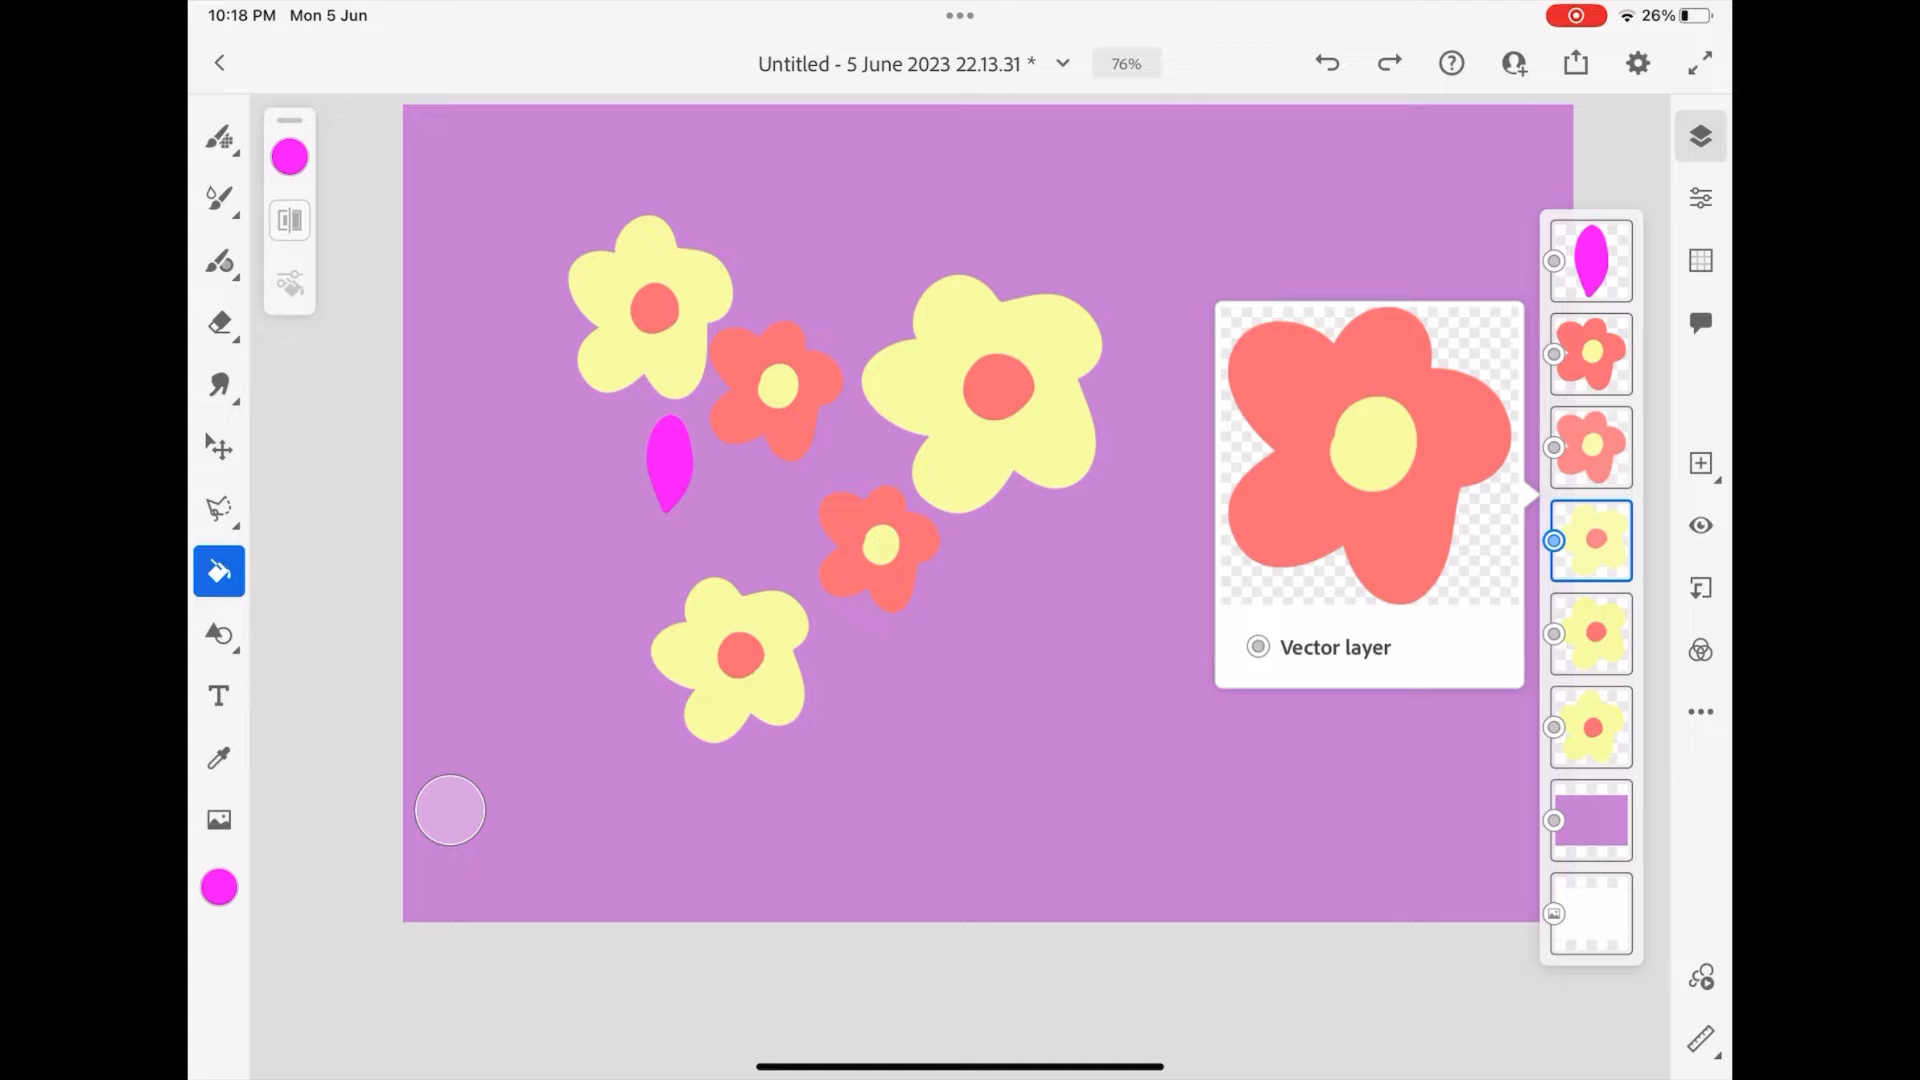 10:18 PM Mon 5 Jun
26%
Untitled - 5 June 2023 22.13.31 *
76%
Vector layer